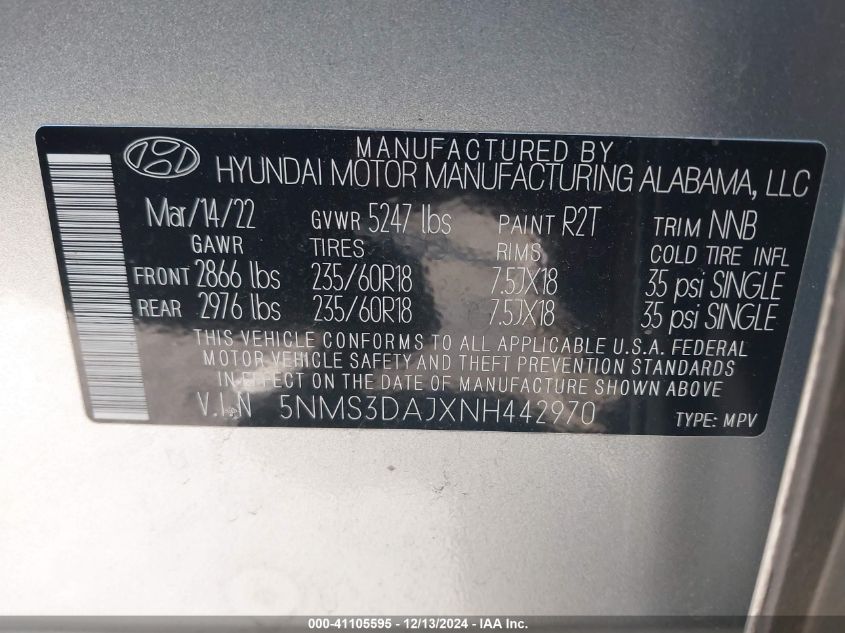 MANUFACTURED BY
HYUNDAI MOTOR MANUFACTURING ALABAMA, LLC
Mar/14/22 GVWR 5247 lbs PAINT R2T TRIM NNB
GAWR TIRES RIMS COLD TIRE INFL
FRONT 2866 lbs 235/60R18 7.5JX18 35 psi SINGLE
REAR 2976 lbs 235/60R18 7.5JX18 35 psi SINGLE
THIS VEHICLE CONFORMS TO ALL APPLICABLE U.S.A. FEDERAL
MOTOR VEHICLE SAFETY AND THEFT PREVENTION STANDARDS
IN EFFECT ON THE DATE OF MANUFACTURE SHOWN ABOVE
V.I.N 5NMS3DAJXNH442970 TYPE: MPV
000-41105595 - 12/13/2024 - IAA Inc.